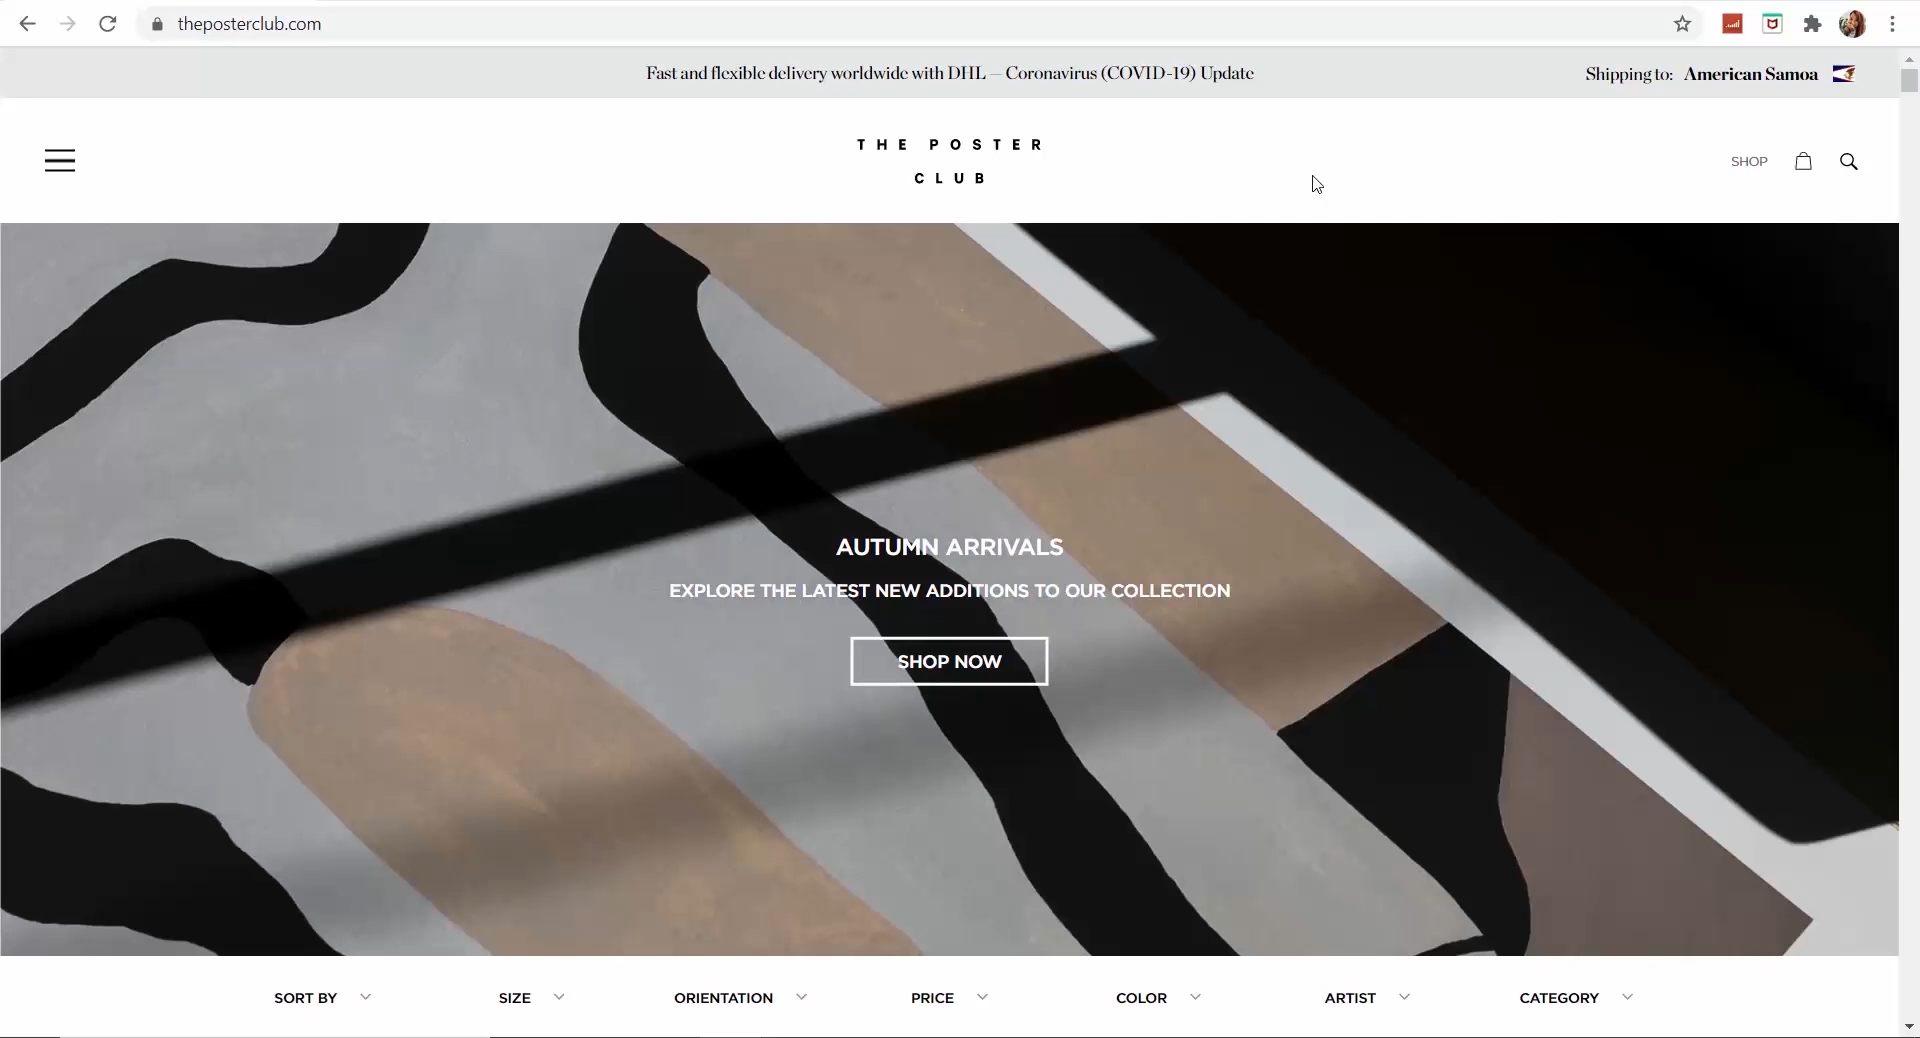 theposterclub.com
Fast and flexible delivery worldwide with DHL — Coronavirus (COVID-19) Update
Shipping to: American Samoa
THE POSTER
CLUB
SHOP
AUTUMN ARRIVALS
EXPLORE THE LATEST NEW ADDITIONS TO OUR COLLECTION
SHOP NOW
SORT BY SIZE ORIENTATION PRICE COLOR ARTIST CATEGORY